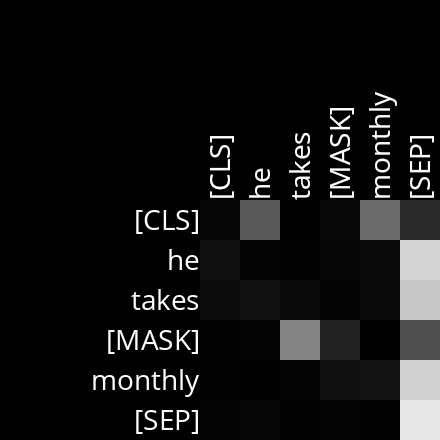 [CLS]
he
takes
[MASK]
monthly
[SEP]
[CLS]
he
takes
[MASK]
monthly
[SEP]